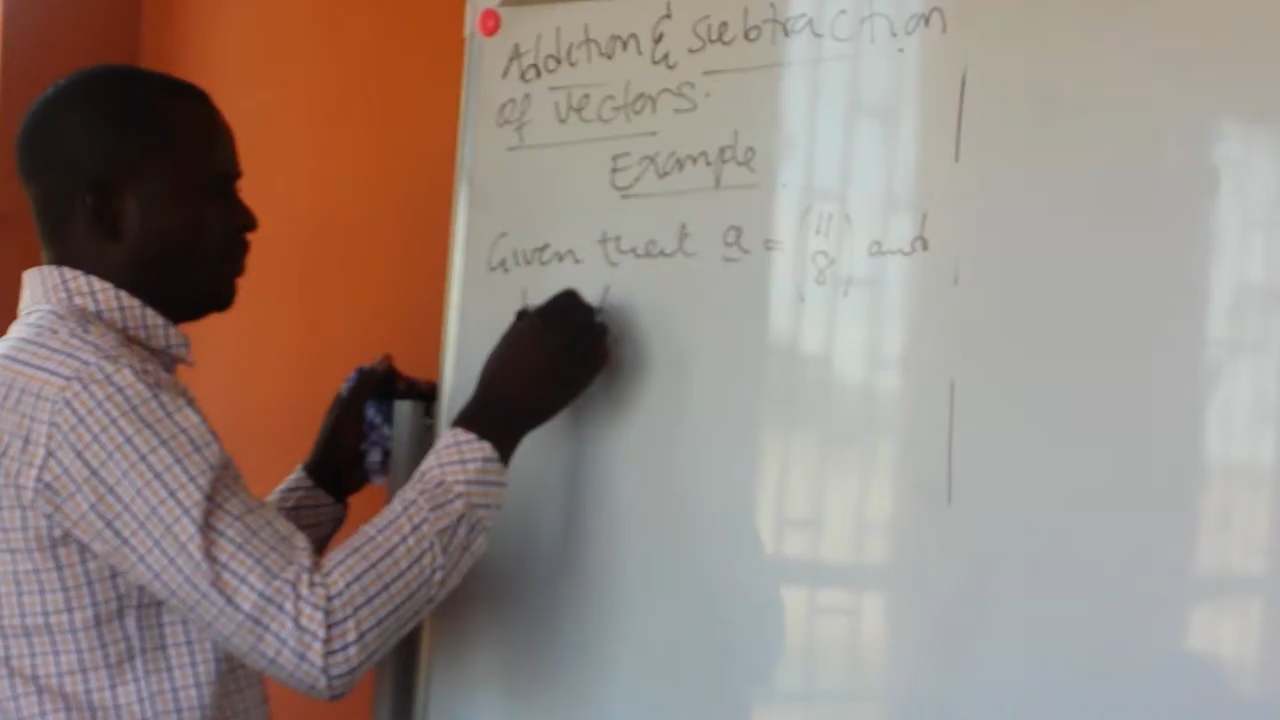 Addition & subtraction
of vectors.
Example
Given that a = (11 8) and